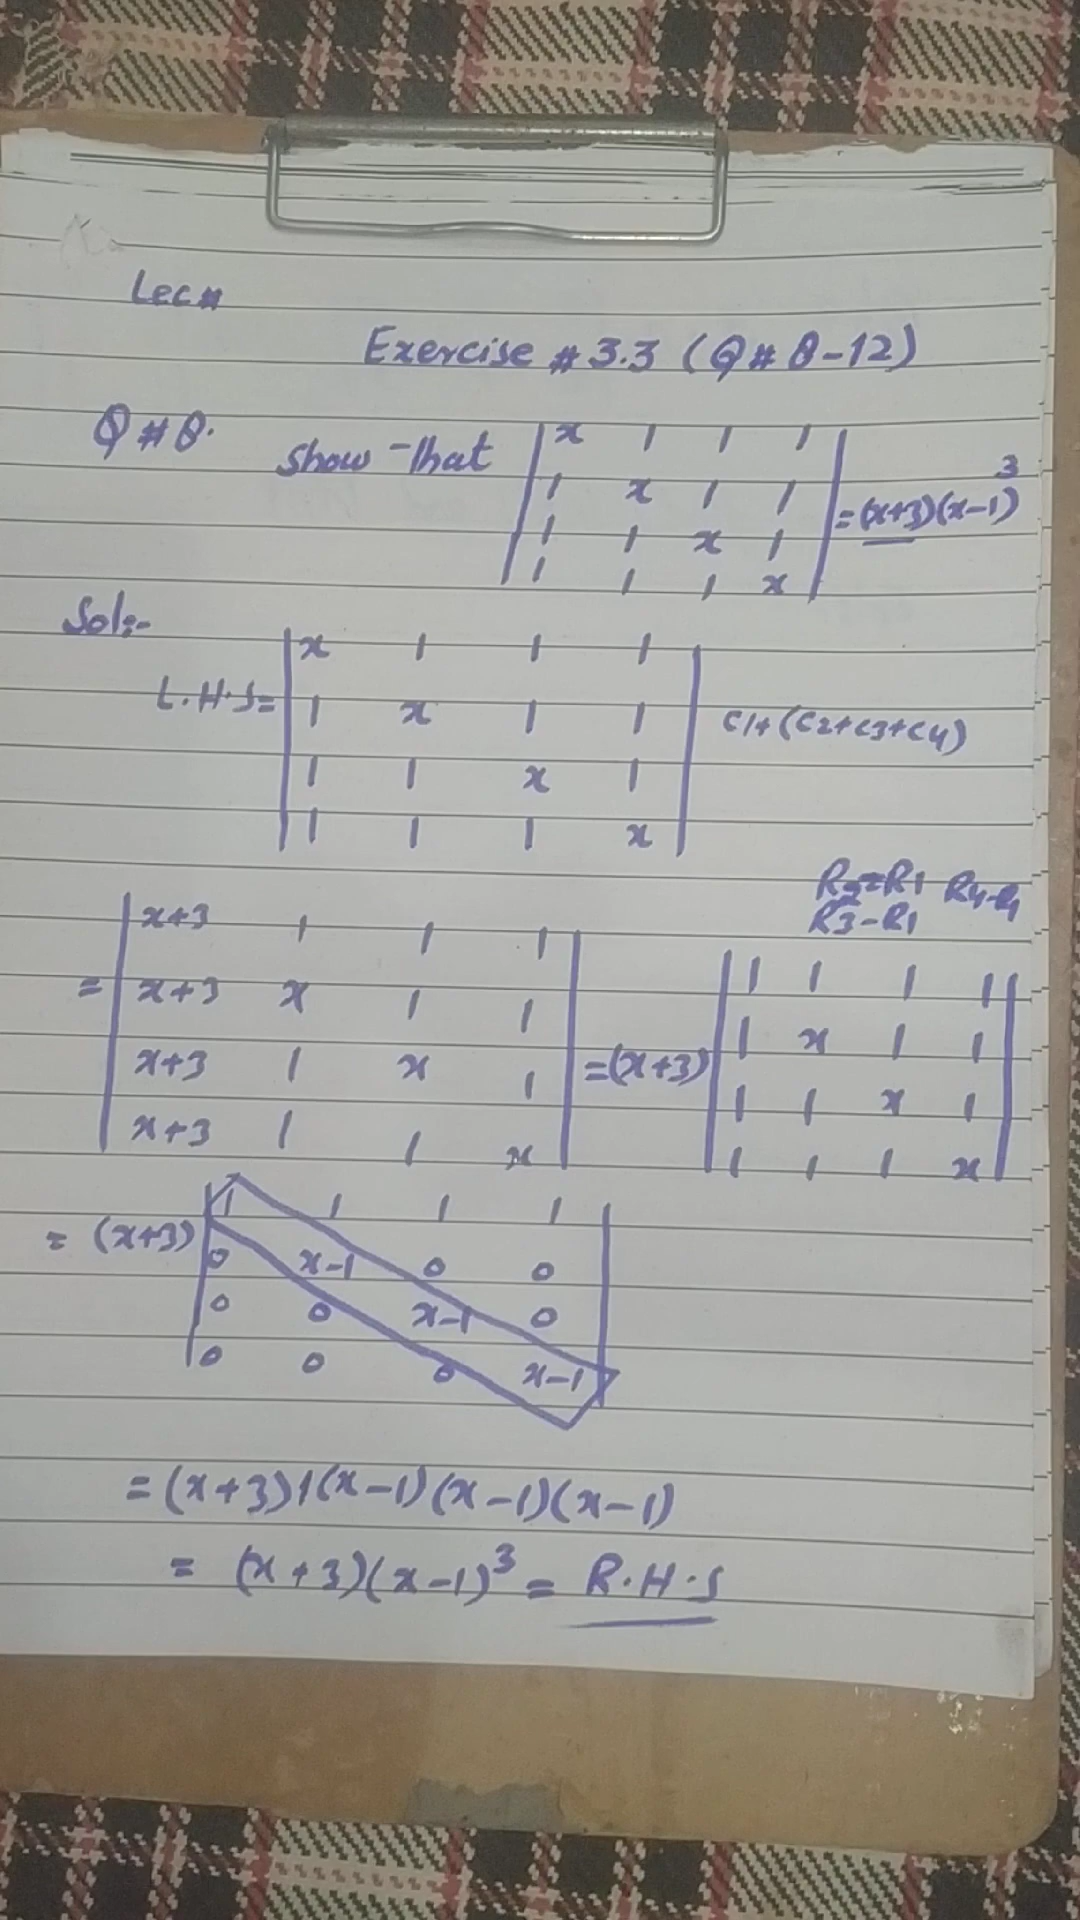 Lec #
Exercise # 3.3 (Q # 8-12)
Q # 8. Show that | x 1 1 1 |
| 1 x 1 1 | = (x+3)(x-1)³
| 1 1 x 1 |
| 1 1 1 x |
Sol:-
L.H.S = | x 1 1 1 |
| 1 x 1 1 | C1+(C2+C3+C4)
| 1 1 x 1 |
| 1 1 1 x |
R2-R1 R4-R1
R3-R1
= | x+3 1 1 1 | = (x+3) | 1 1 1 1 |
| x+3 x 1 1 | | 1 x 1 1 |
| x+3 1 x 1 | | 1 1 x 1 |
| x+3 1 1 x | | 1 1 1 x |
= (x+3) | 1 1 1 1 |
| 0 x-1 0 0 |
| 0 0 x-1 0 |
| 0 0 0 x-1 |
= (x+3)1(x-1)(x-1)(x-1)
= (x+3)(x-1)³ = R.H.S